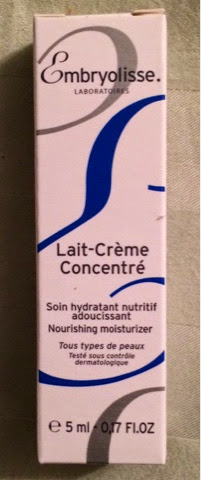 Embryolisse.
LABORATOIRES
Lait-Crème
Concentré
Soin hydratant nutritif
adoucissant
Nourishing moisturizer
Tous types de peaux
Testé sous contrôle
dermatologique
℮ 5 ml - 0,17 Fl.OZ